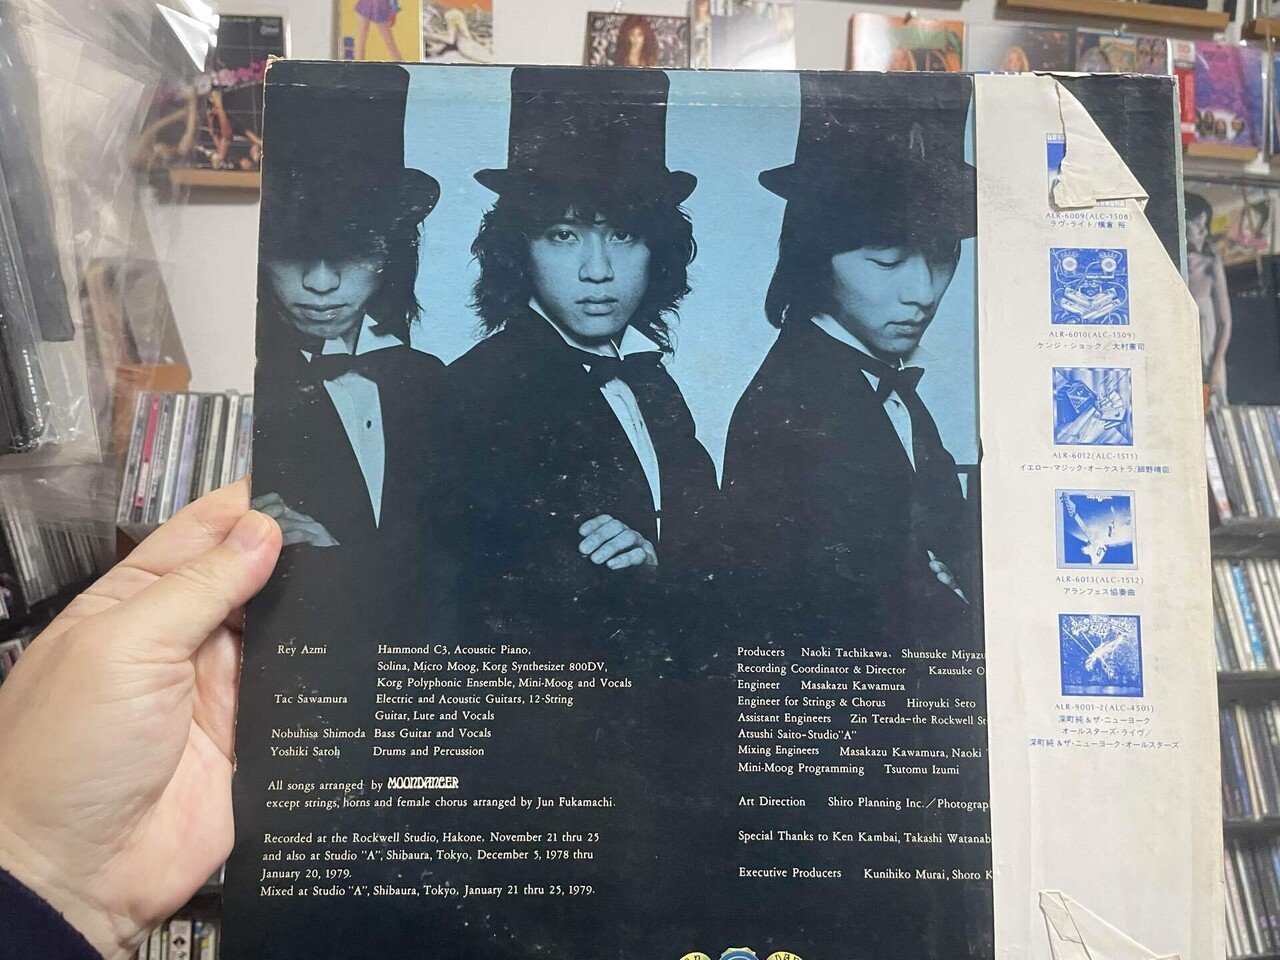 Rey Azmi Hammond C3, Acoustic Piano,
Solina, Micro Moog, Korg Synthesizer 800DV,
Korg Polyphonic Ensemble, Mini-Moog and Vocals
Tac Sawamura Electric and Acoustic Guitars, 12-String
Guitar, Lute and Vocals
Nobuhisa Shimoda Bass Guitar and Vocals
Yoshiki Satoh Drums and Percussion
All songs arranged by MOONDANCER
except strings, horns and female chorus arranged by Jun Fukamachi.
Recorded at the Rockwell Studio, Hakone, November 21 thru 25
and also at Studio "A", Shibaura, Tokyo, December 5, 1978 thru
January 20, 1979.
Mixed at Studio "A", Shibaura, Tokyo, January 21 thru 25, 1979.
Producers Naoki Tachikawa, Shunsuke Miyazu
Recording Coordinator & Director Kazusuke O
Engineer Masakazu Kawamura
Engineer for Strings & Chorus Hiroyuki Seto
Assistant Engineers Zin Terada-the Rockwell St
Atsushi Saito-Studio"A"
Mixing Engineers Masakazu Kawamura, Naoki
Mini-Moog Programming Tsutomu Izumi
Art Direction Shiro Planning Inc./Photograp
Special Thanks to Ken Kambai, Takashi Watanab
Executive Producers Kunihiko Murai, Shoro K
ALR-6009(ALC-1508)
ラヴ・ライト/横倉 裕
ALR-6010(ALC-1509)
ケンジ・ショック/大村憲司
ALR-6012(ALC-1511)
イエロー・マジック・オーケストラ/細野晴臣
ALR-6013(ALC-1512)
アランフェス協奏曲
ALR-9001~2(ALC-4501)
深町純&ザ・ニューヨーク
オールスターズ・ライヴ/
深町純&ザ・ニューヨーク・オールスターズ